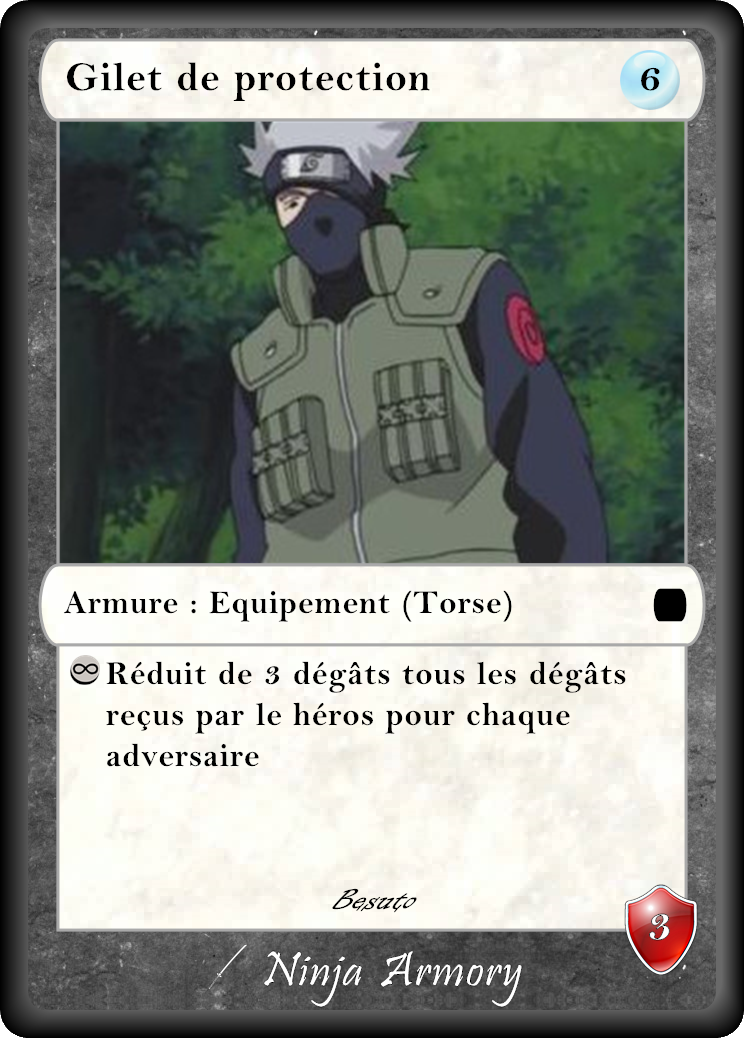 Gilet de protection
6
Armure : Equipement (Torse)
∞ Réduit de 3 dégâts tous les dégâts
reçus par le héros pour chaque
adversaire
Besuto
3
Ninja Armory